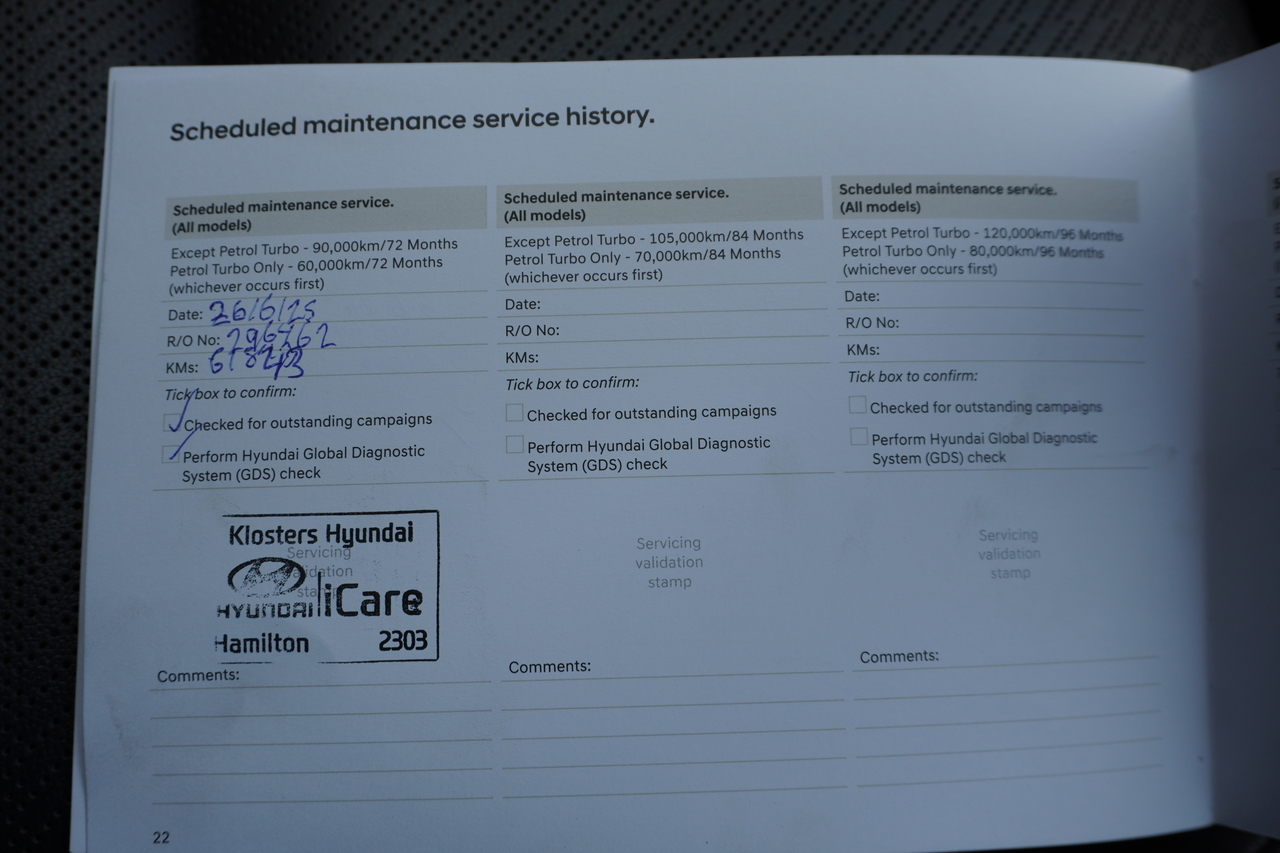 Scheduled maintenance service history.
Scheduled maintenance service.
(All models)
Except Petrol Turbo - 90,000km/72 Months
Petrol Turbo Only - 60,000km/72 Months
(whichever occurs first)
Date: 26/6/25
R/O No: 296762
KMs:
Tick box to confirm:
Checked for outstanding campaigns
Perform Hyundai Global Diagnostic
System (GDS) check
Klosters Hyundai
Servicing
validation
stamp
HYUNDAI iCare
Hamilton 2303
Comments:
Scheduled maintenance service.
(All models)
Except Petrol Turbo - 105,000km/84 Months
Petrol Turbo Only - 70,000km/84 Months
(whichever occurs first)
Date:
R/O No:
KMs:
Tick box to confirm:
Checked for outstanding campaigns
Perform Hyundai Global Diagnostic
System (GDS) check
Servicing
validation
stamp
Comments:
Scheduled maintenance service.
(All models)
Except Petrol Turbo - 120,000km/96 Months
Petrol Turbo Only - 80,000km/96 Months
(whichever occurs first)
Date:
R/O No:
KMs:
Tick box to confirm:
Checked for outstanding campaigns
Perform Hyundai Global Diagnostic
System (GDS) check
Servicing
validation
stamp
Comments:
22